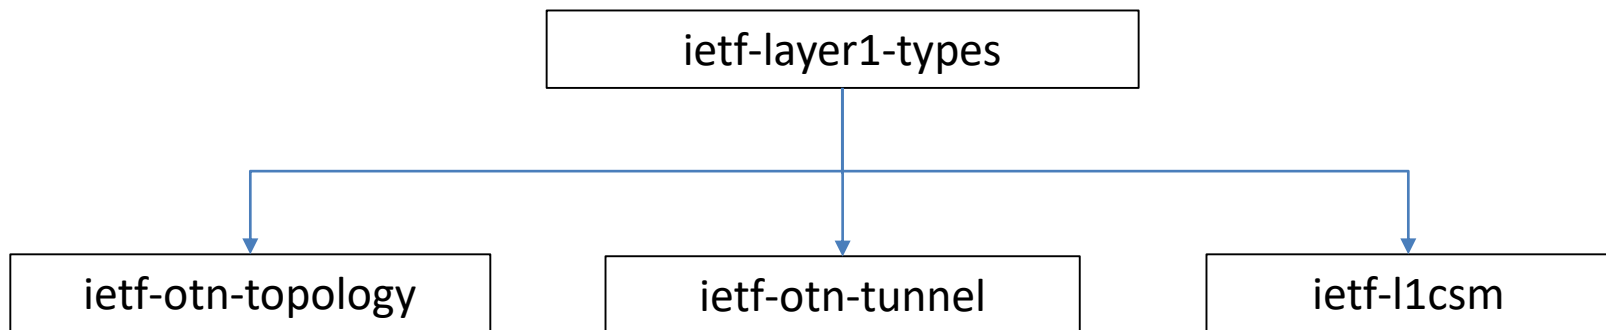 ietf-layer1-types
ietf-otn-topology
ietf-otn-tunnel
ietf-l1csm